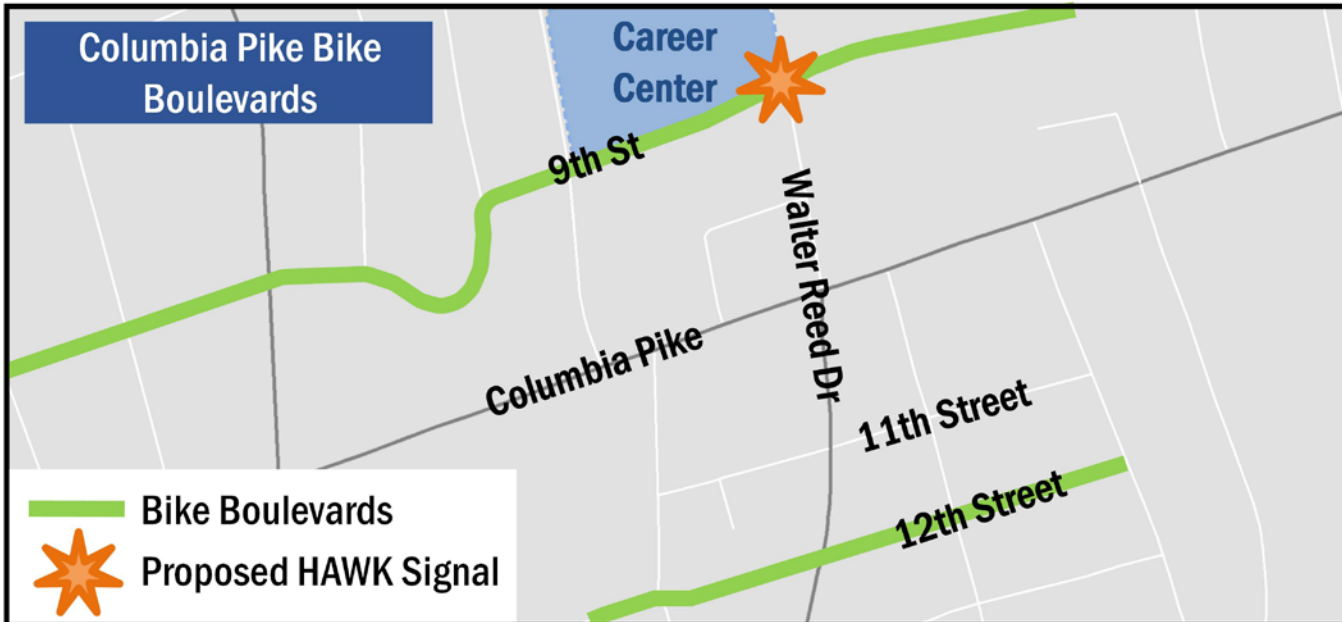 Columbia Pike Bike
Boulevards
Career
Center
9th St
Walter Reed Dr
Columbia Pike
11th Street
12th Street
Bike Boulevards
Proposed HAWK Signal